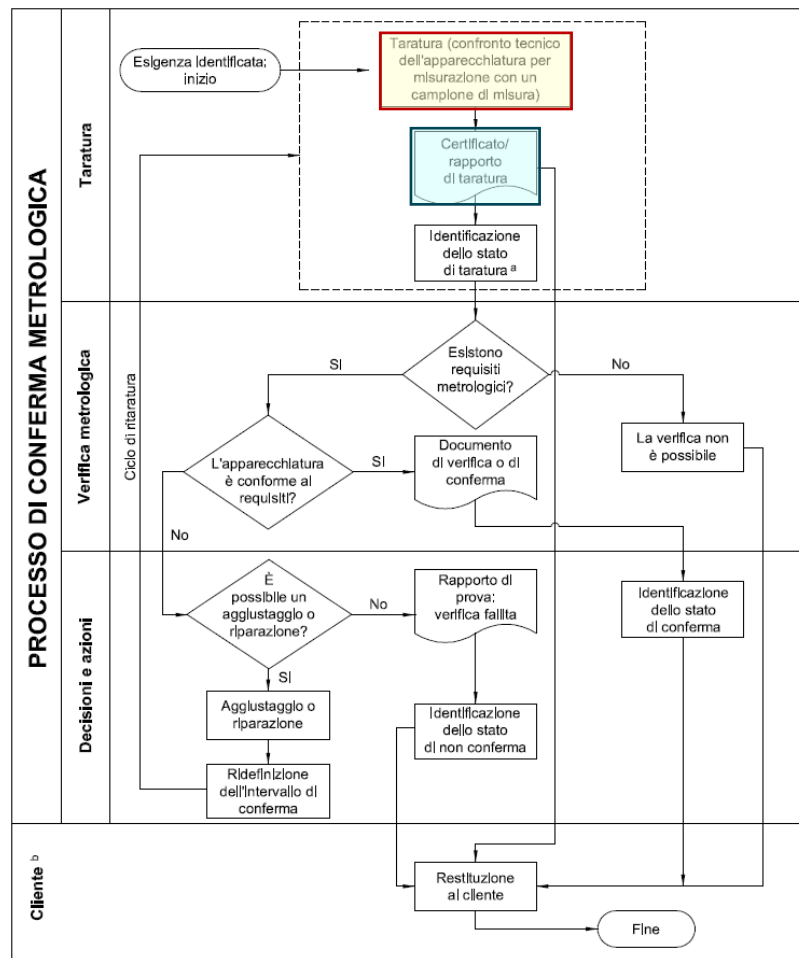 PROCESSO DI CONFERMA METROLOGICA
Taratura
Esigenza identificata:
inizio
Taratura (confronto tecnico
dell'apparecchiatura per
misurazione con un
campione di misura)
Certificato/
rapporto
di taratura
Identificazione
dello stato
di taratura a
Ciclo di ritaratura
Verifica metrologica
Esistono
requisiti
metrologici?
SI
No
L'apparecchiatura
è conforme ai
requisiti?
SI
Documento
di verifica o di
conferma
La verifica non
è possibile
No
Decisioni e azioni
È
possibile un
aggiustaggio o
riparazione?
No
Rapporto di
prova:
verifica fallita
Identificazione
dello stato
di conferma
SI
Aggiustaggio o
riparazione
Identificazione
dello stato
di non conferma
Ridefinizione
dell'intervallo di
conferma
Cliente b
Restituzione
al cliente
Fine